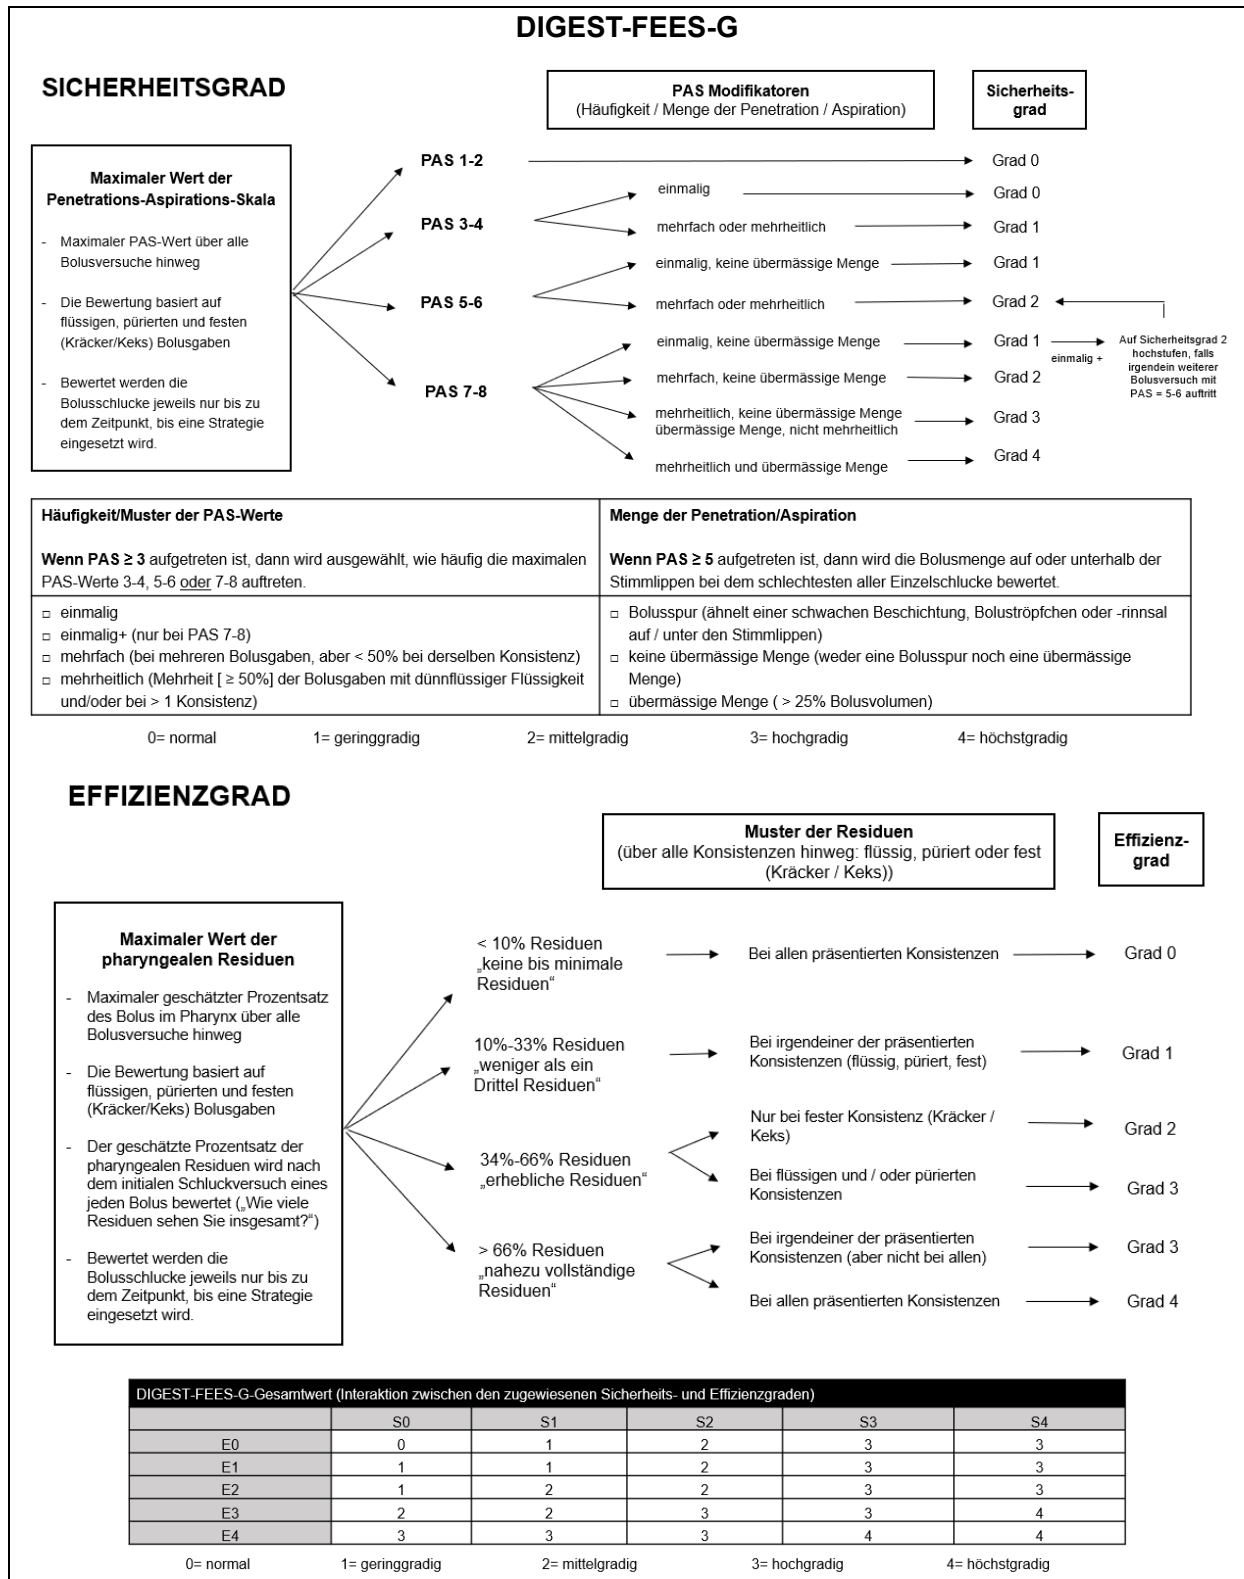 DIGEST-FEES-G
SICHERHEITSGRAD
PAS Modifikatoren
(Häufigkeit / Menge der Penetration / Aspiration)
Sicherheits-
grad
Maximaler Wert der
Penetrations-Aspirations-Skala
- Maximaler PAS-Wert über alle
Bolusversuche hinweg
- Die Bewertung basiert auf
flüssigen, pürierten und festen
(Kräcker/Keks) Bolusgaben
- Bewertet werden die
Bolusschlucke jeweils nur bis zu
dem Zeitpunkt, bis eine Strategie
eingesetzt wird.
PAS 1-2
Grad 0
PAS 3-4
einmalig
Grad 0
mehrfach oder mehrheitlich
Grad 1
PAS 5-6
einmalig, keine übermässige Menge
Grad 1
mehrfach oder mehrheitlich
Grad 2
PAS 7-8
einmalig, keine übermässige Menge
Grad 1
einmalig +
Auf Sicherheitsgrad 2
hochstufen, falls
irgendein weiterer
Bolusversuch mit
PAS = 5-6 auftritt
mehrfach, keine übermässige Menge
Grad 2
mehrheitlich, keine übermässige Menge
übermässige Menge, nicht mehrheitlich
Grad 3
mehrheitlich und übermässige Menge
Grad 4
Häufigkeit/Muster der PAS-Werte
Wenn PAS ≥ 3 aufgetreten ist, dann wird ausgewählt, wie häufig die maximalen
PAS-Werte 3-4, 5-6 oder 7-8 auftreten.
□ einmalig
□ einmalig+ (nur bei PAS 7-8)
□ mehrfach (bei mehreren Bolusgaben, aber < 50% bei derselben Konsistenz)
□ mehrheitlich (Mehrheit [ ≥ 50%] der Bolusgaben mit dünnflüssiger Flüssigkeit
und/oder bei > 1 Konsistenz)
Menge der Penetration/Aspiration
Wenn PAS ≥ 5 aufgetreten ist, dann wird die Bolusmenge auf oder unterhalb der
Stimmlippen bei dem schlechtesten aller Einzelschlucke bewertet.
□ Bolusspur (ähnelt einer schwachen Beschichtung, Boluströpfchen oder -rinnsal
auf / unter den Stimmlippen)
□ keine übermässige Menge (weder eine Bolusspur noch eine übermässige
Menge)
□ übermässige Menge ( > 25% Bolusvolumen)
0= normal 1= geringgradig 2= mittelgradig 3= hochgradig 4= höchstgradig
EFFIZIENZGRAD
Muster der Residuen
(über alle Konsistenzen hinweg: flüssig, püriert oder fest
(Kräcker / Keks))
Effizienz-
grad
Maximaler Wert der
pharyngealen Residuen
- Maximaler geschätzter Prozentsatz
des Bolus im Pharynx über alle
Bolusversuche hinweg
- Die Bewertung basiert auf
flüssigen, pürierten und festen
(Kräcker/Keks) Bolusgaben
- Der geschätzte Prozentsatz der
pharyngealen Residuen wird nach
dem initialen Schluckversuch eines
jeden Bolus bewertet („Wie viele
Residuen sehen Sie insgesamt?“)
- Bewertet werden die
Bolusschlucke jeweils nur bis zu
dem Zeitpunkt, bis eine Strategie
eingesetzt wird.
< 10% Residuen
„keine bis minimale
Residuen“
Bei allen präsentierten Konsistenzen
Grad 0
10%-33% Residuen
„weniger als ein
Drittel Residuen“
Bei irgendeiner der präsentierten
Konsistenzen (flüssig, püriert, fest)
Grad 1
34%-66% Residuen
„erhebliche Residuen“
Nur bei fester Konsistenz (Kräcker /
Keks)
Grad 2
Bei flüssigen und / oder pürierten
Konsistenzen
Grad 3
> 66% Residuen
„nahezu vollständige
Residuen“
Bei irgendeiner der präsentierten
Konsistenzen (aber nicht bei allen)
Grad 3
Bei allen präsentierten Konsistenzen
Grad 4
DIGEST-FEES-G-Gesamtwert (Interaktion zwischen den zugewiesenen Sicherheits- und Effizienzgraden)
S0 S1 S2 S3 S4
E0 0 1 2 3 3
E1 1 1 2 3 3
E2 1 2 2 3 3
E3 2 2 3 3 4
E4 3 3 3 4 4
0= normal 1= geringgradig 2= mittelgradig 3= hochgradig 4= höchstgradig